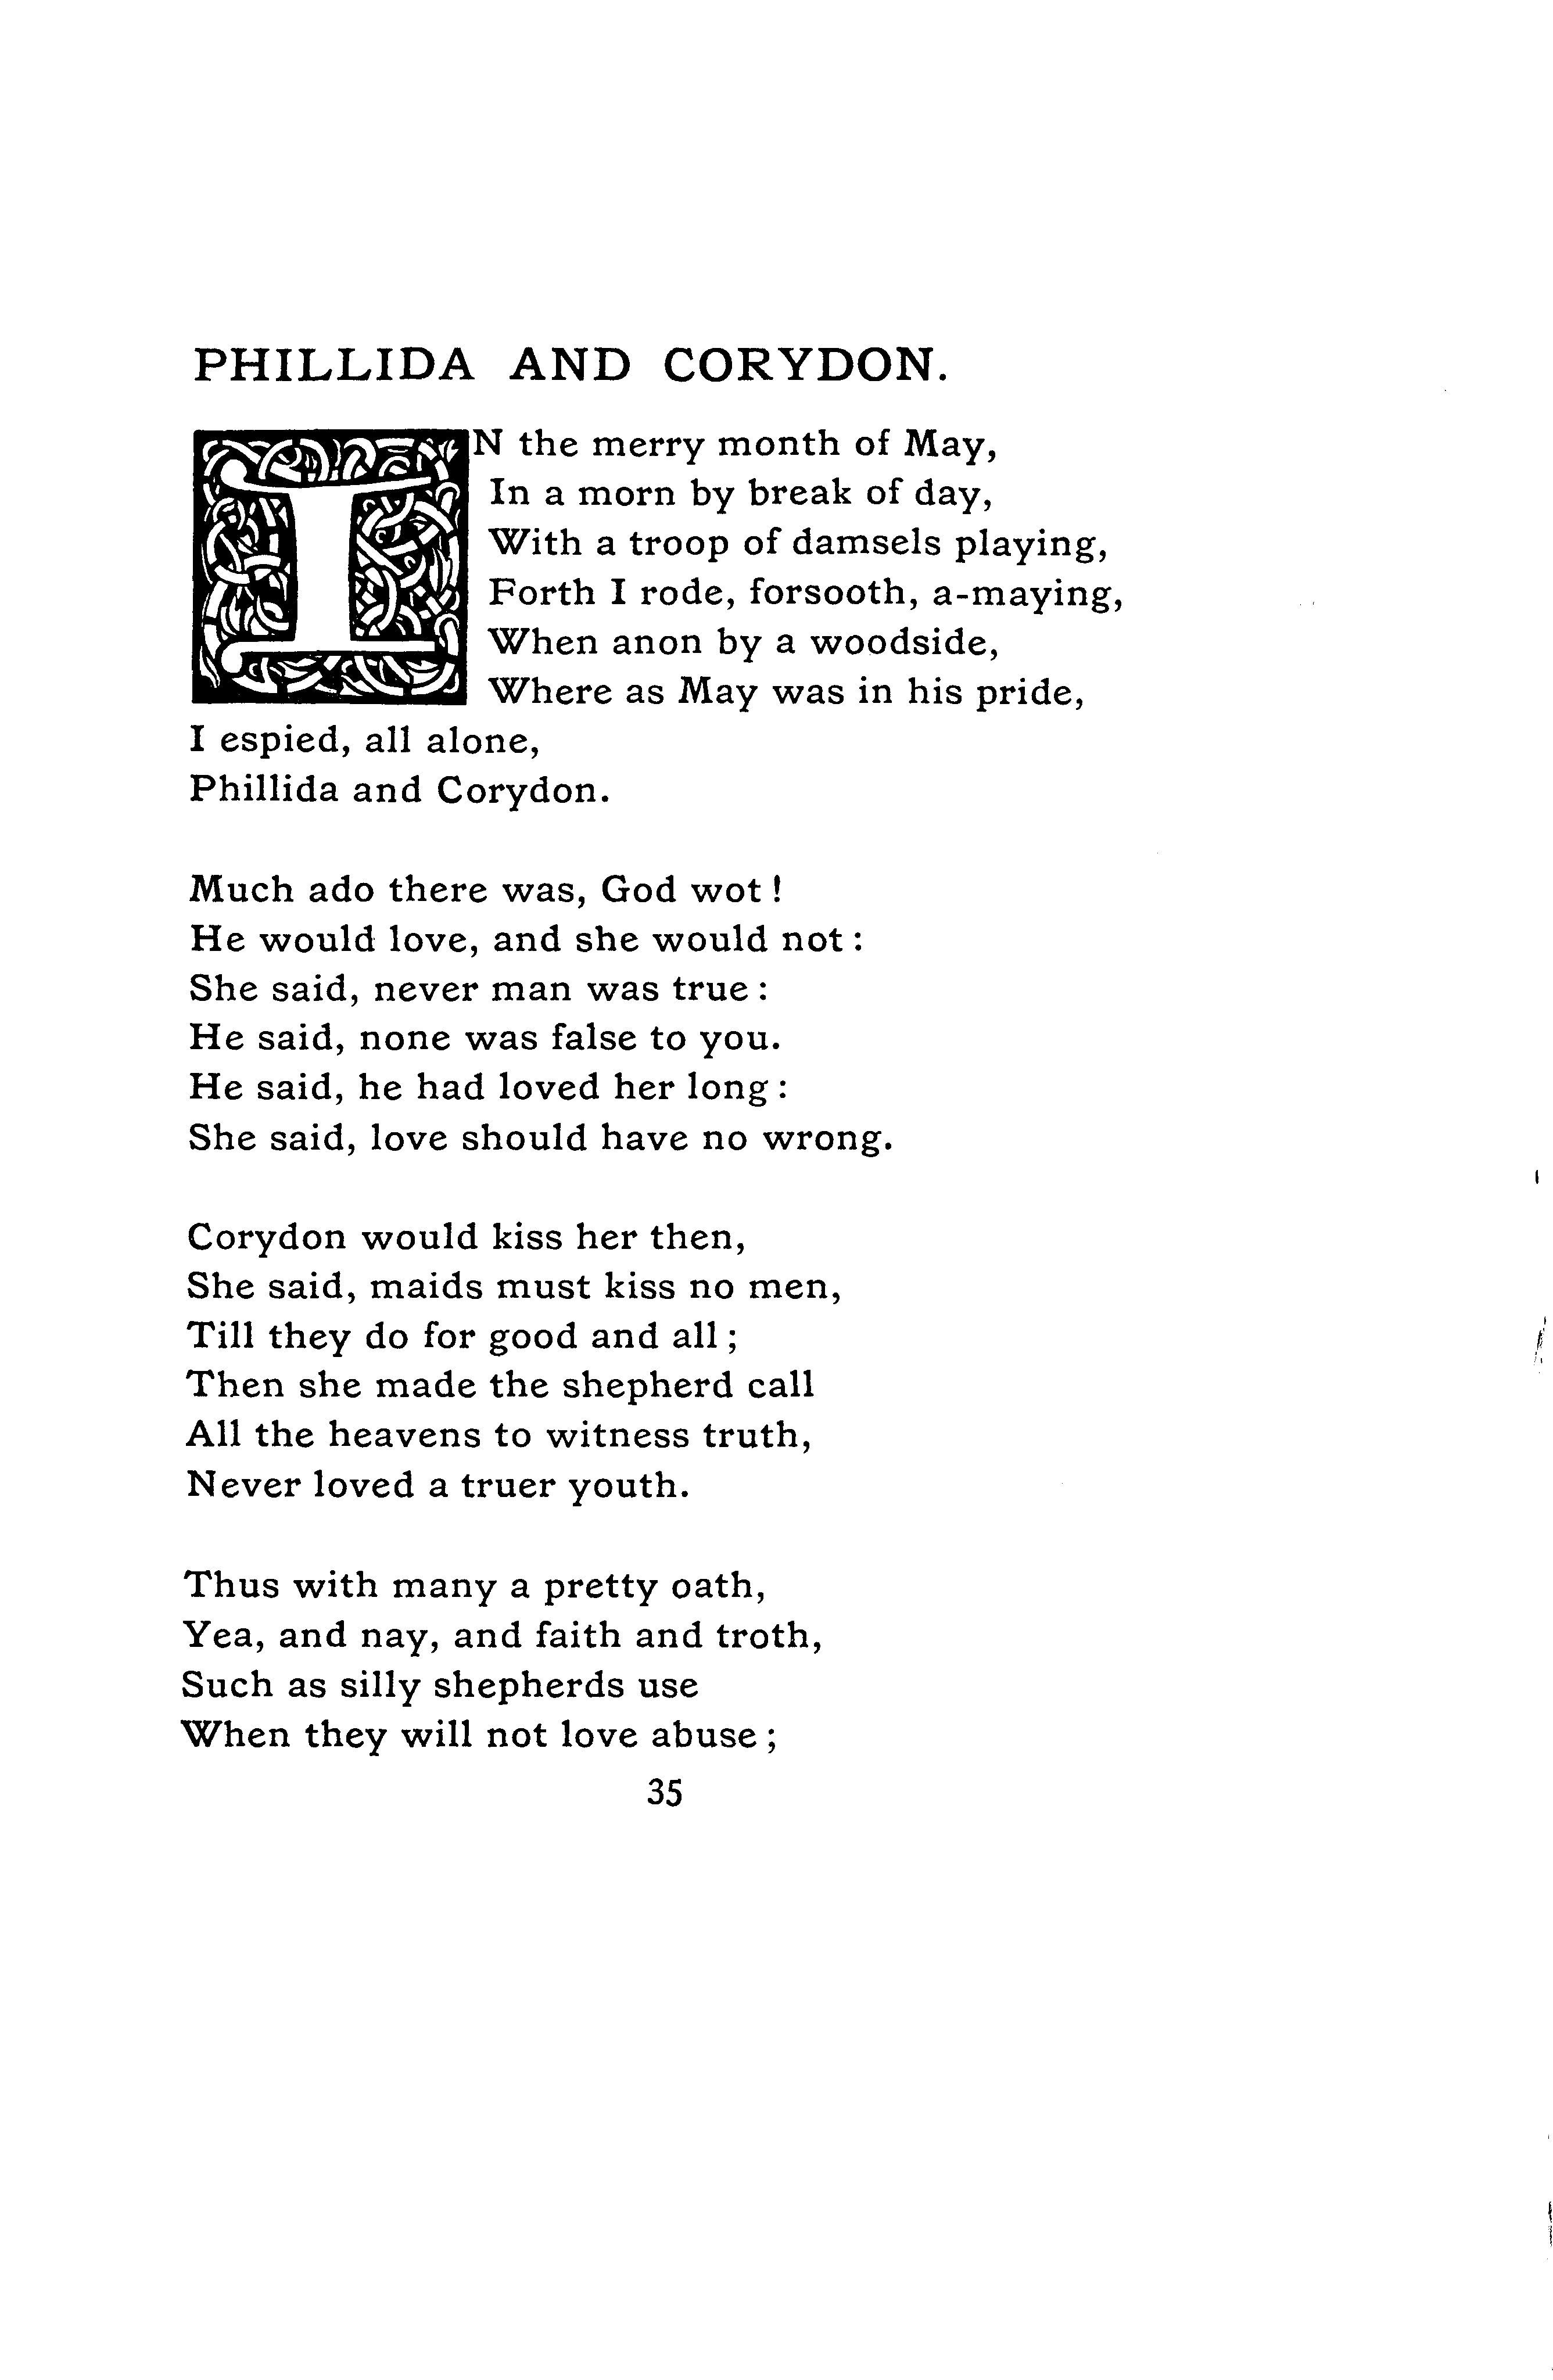 PHILLIDA AND CORYDON.
IN the merry month of May,
In a morn by break of day,
With a troop of damsels playing,
Forth I rode, forsooth, a-maying,
When anon by a woodside,
Where as May was in his pride,
I espied, all alone,
Phillida and Corydon.

Much ado there was, God wot !
He would love, and she would not :
She said, never man was true :
He said, none was false to you.
He said, he had loved her long :
She said, love should have no wrong.

Corydon would kiss her then,
She said, maids must kiss no men,
Till they do for good and all ;
Then she made the shepherd call
All the heavens to witness truth,
Never loved a truer youth.

Thus with many a pretty oath,
Yea, and nay, and faith and troth,
Such as silly shepherds use
When they will not love abuse ;
35